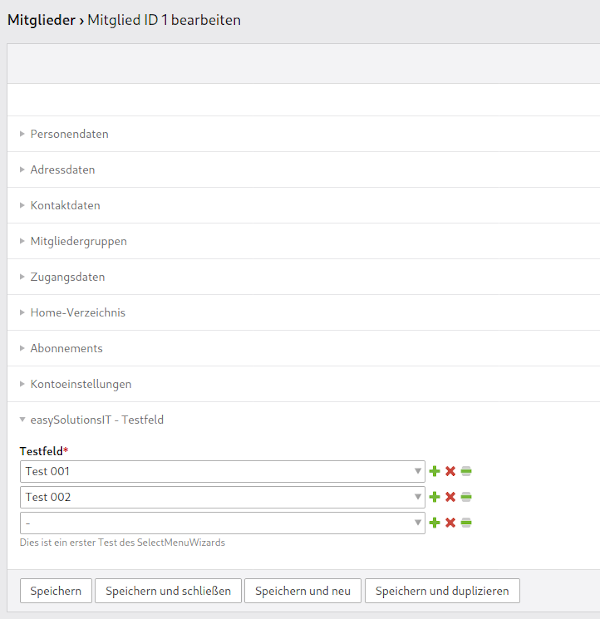 Mitglieder › Mitglied ID 1 bearbeiten
Personendaten
Adressdaten
Kontaktdaten
Mitgliedergruppen
Zugangsdaten
Home-Verzeichnis
Abonnements
Kontoeinstellungen
easySolutionsIT - Testfeld
Testfeld*
Test 001
Test 002
-
Dies ist ein erster Test des SelectMenuWizards
Speichern Speichern und schließen Speichern und neu Speichern und duplizieren